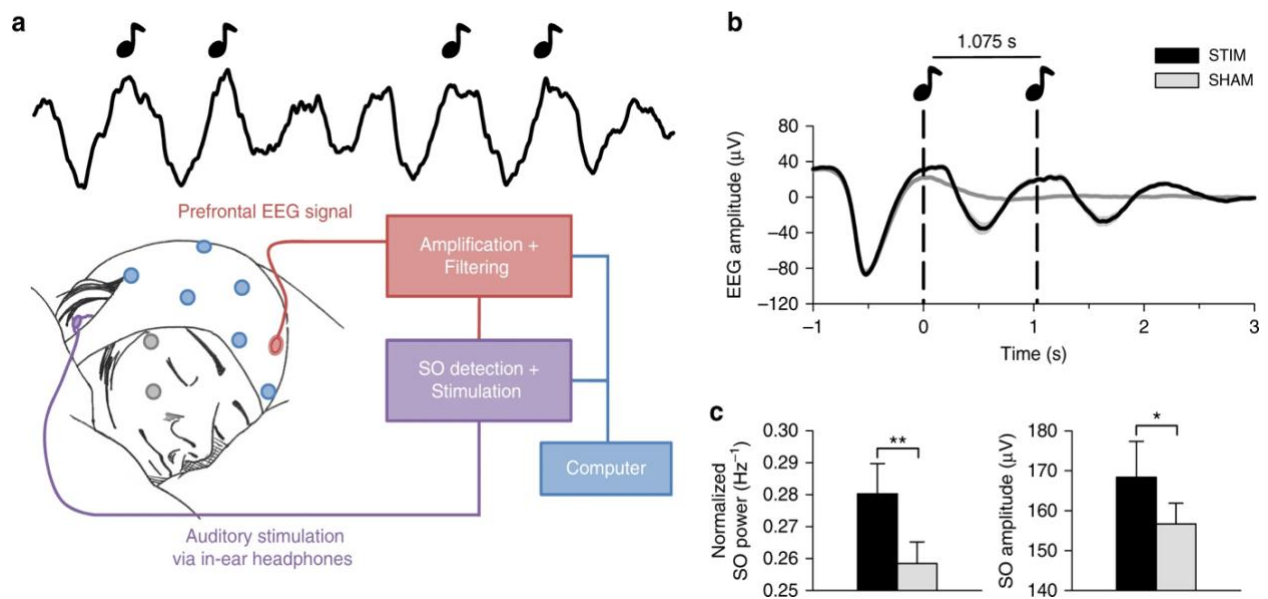 a
Prefrontal EEG signal
Amplification +
Filtering
SO detection +
Stimulation
Computer
Auditory stimulation
via in-ear headphones
b
1.075 s
STIM
SHAM
EEG amplitude (μV)
80
40
0
−40
−80
−120
−1
0
1
2
3
Time (s)
c
Normalized
SO power (Hz⁻¹)
0.30
0.29
0.28
0.27
0.26
0.25
**
SO amplitude (μV)
180
170
160
150
140
*